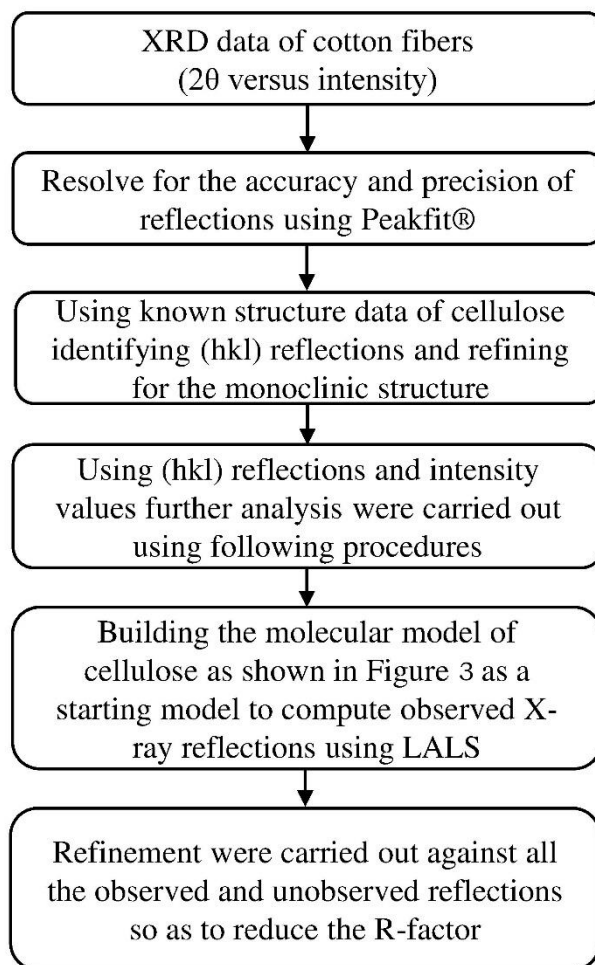 XRD data of cotton fibers
(2θ versus intensity)
Resolve for the accuracy and precision of
reflections using Peakfit®
Using known structure data of cellulose
identifying (hkl) reflections and refining
for the monoclinic structure
Using (hkl) reflections and intensity
values further analysis were carried out
using following procedures
Building the molecular model of
cellulose as shown in Figure 3 as a
starting model to compute observed X-
ray reflections using LALS
Refinement were carried out against all
the observed and unobserved reflections
so as to reduce the R-factor